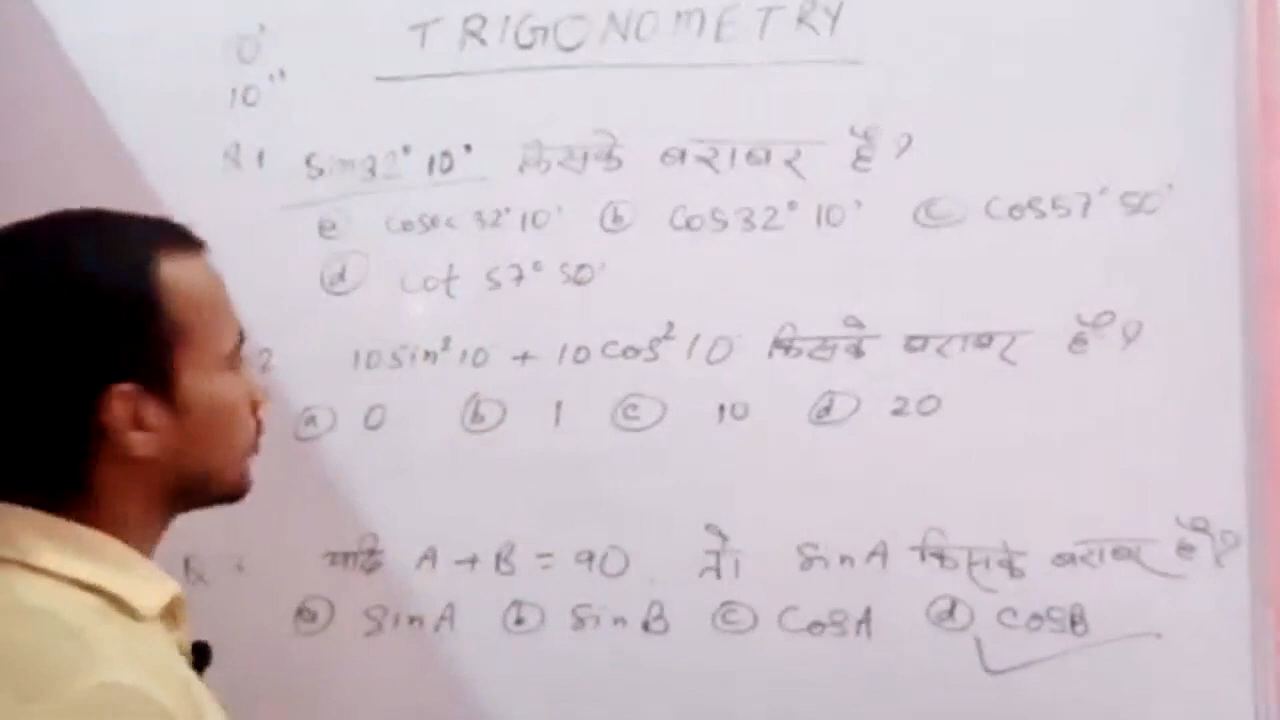 TRIGONOMETRY
0'
10"
Q1 Sin32° 10° किसके बराबर है?
a cosec 32° 10' (b) Cos32° 10' (c) Cos57° 50'
(d) cot 57° 50'
2 10sin²10 + 10cos²10 किसके बराबर है?
(a) 0 (b) 1 (c) 10 (d) 20
यदि A + B = 90 तो sinA किसके बराबर है?
(a) SinA (b) SinB (c) CosA (d) CosB